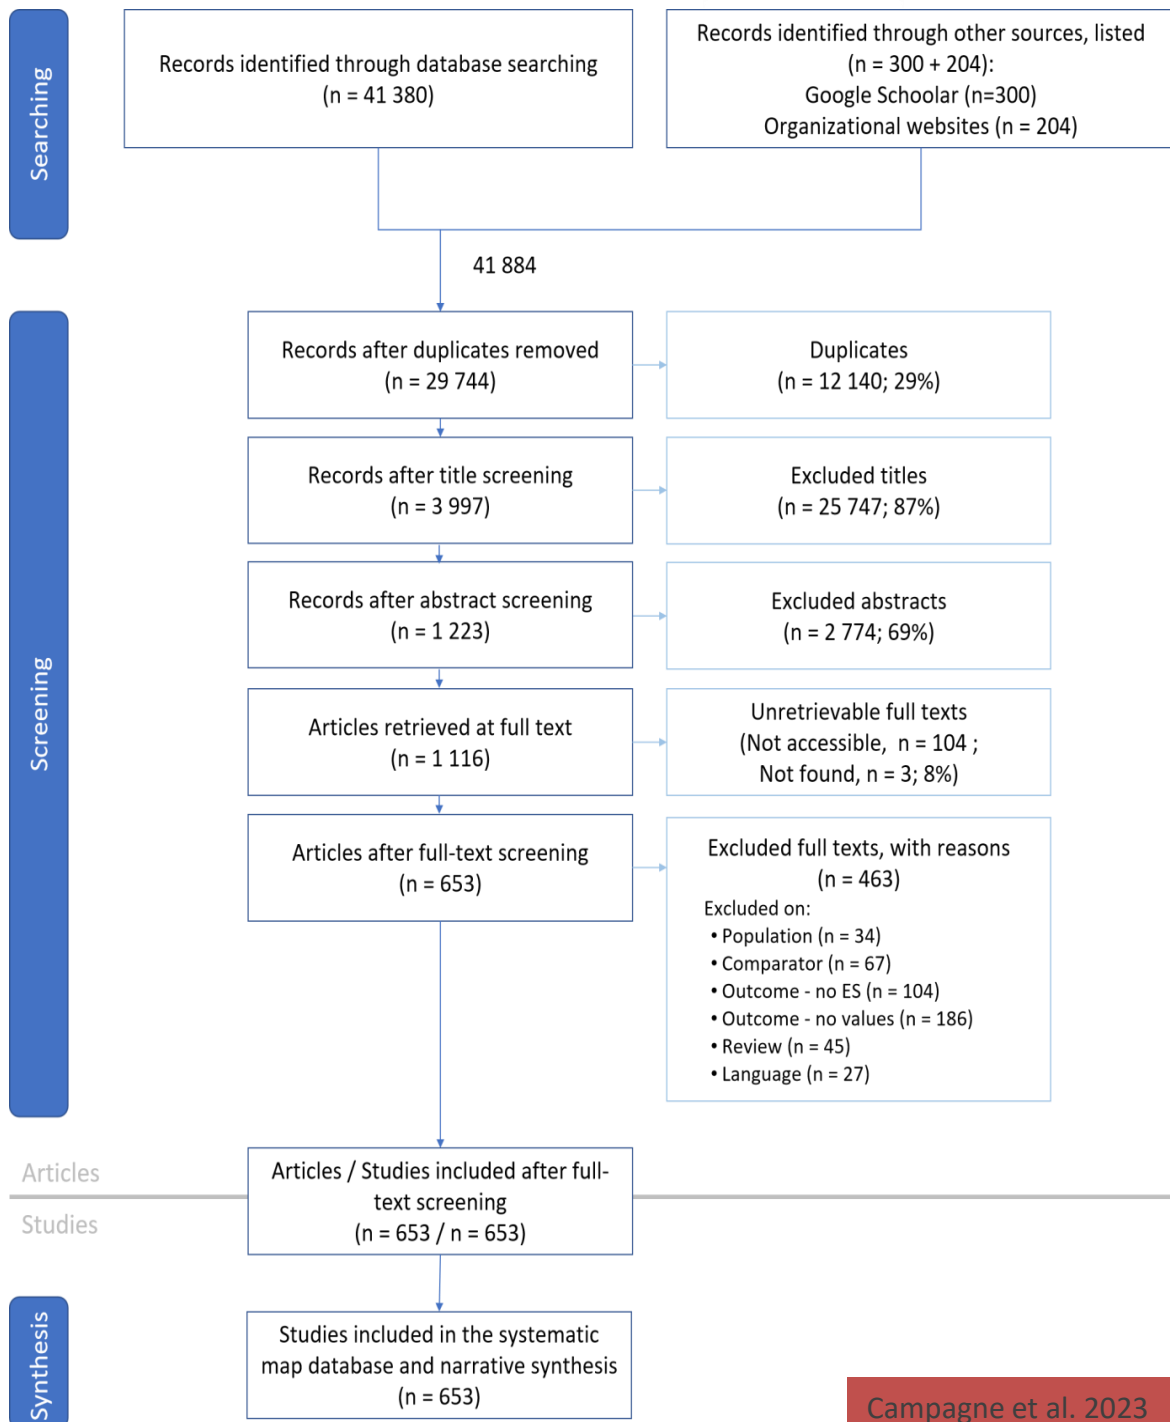 Searching
Records identified through database searching
(n = 41 380)
Records identified through other sources, listed
(n = 300 + 204):
Google Schoolar (n=300)
Organizational websites (n = 204)
41 884
Screening
Records after duplicates removed
(n = 29 744)
Duplicates
(n = 12 140; 29%)
Records after title screening
(n = 3 997)
Excluded titles
(n = 25 747; 87%)
Records after abstract screening
(n = 1 223)
Excluded abstracts
(n = 2 774; 69%)
Articles retrieved at full text
(n = 1 116)
Unretrievable full texts
(Not accessible, n = 104 ;
Not found, n = 3; 8%)
Articles after full-text screening
(n = 653)
Excluded full texts, with reasons
(n = 463)
Excluded on:
• Population (n = 34)
• Comparator (n = 67)
• Outcome - no ES (n = 104)
• Outcome - no values (n = 186)
• Review (n = 45)
• Language (n = 27)
Articles
Studies
Articles / Studies included after full-
text screening
(n = 653 / n = 653)
Synthesis
Studies included in the systematic
map database and narrative synthesis
(n = 653)
Campagne et al. 2023